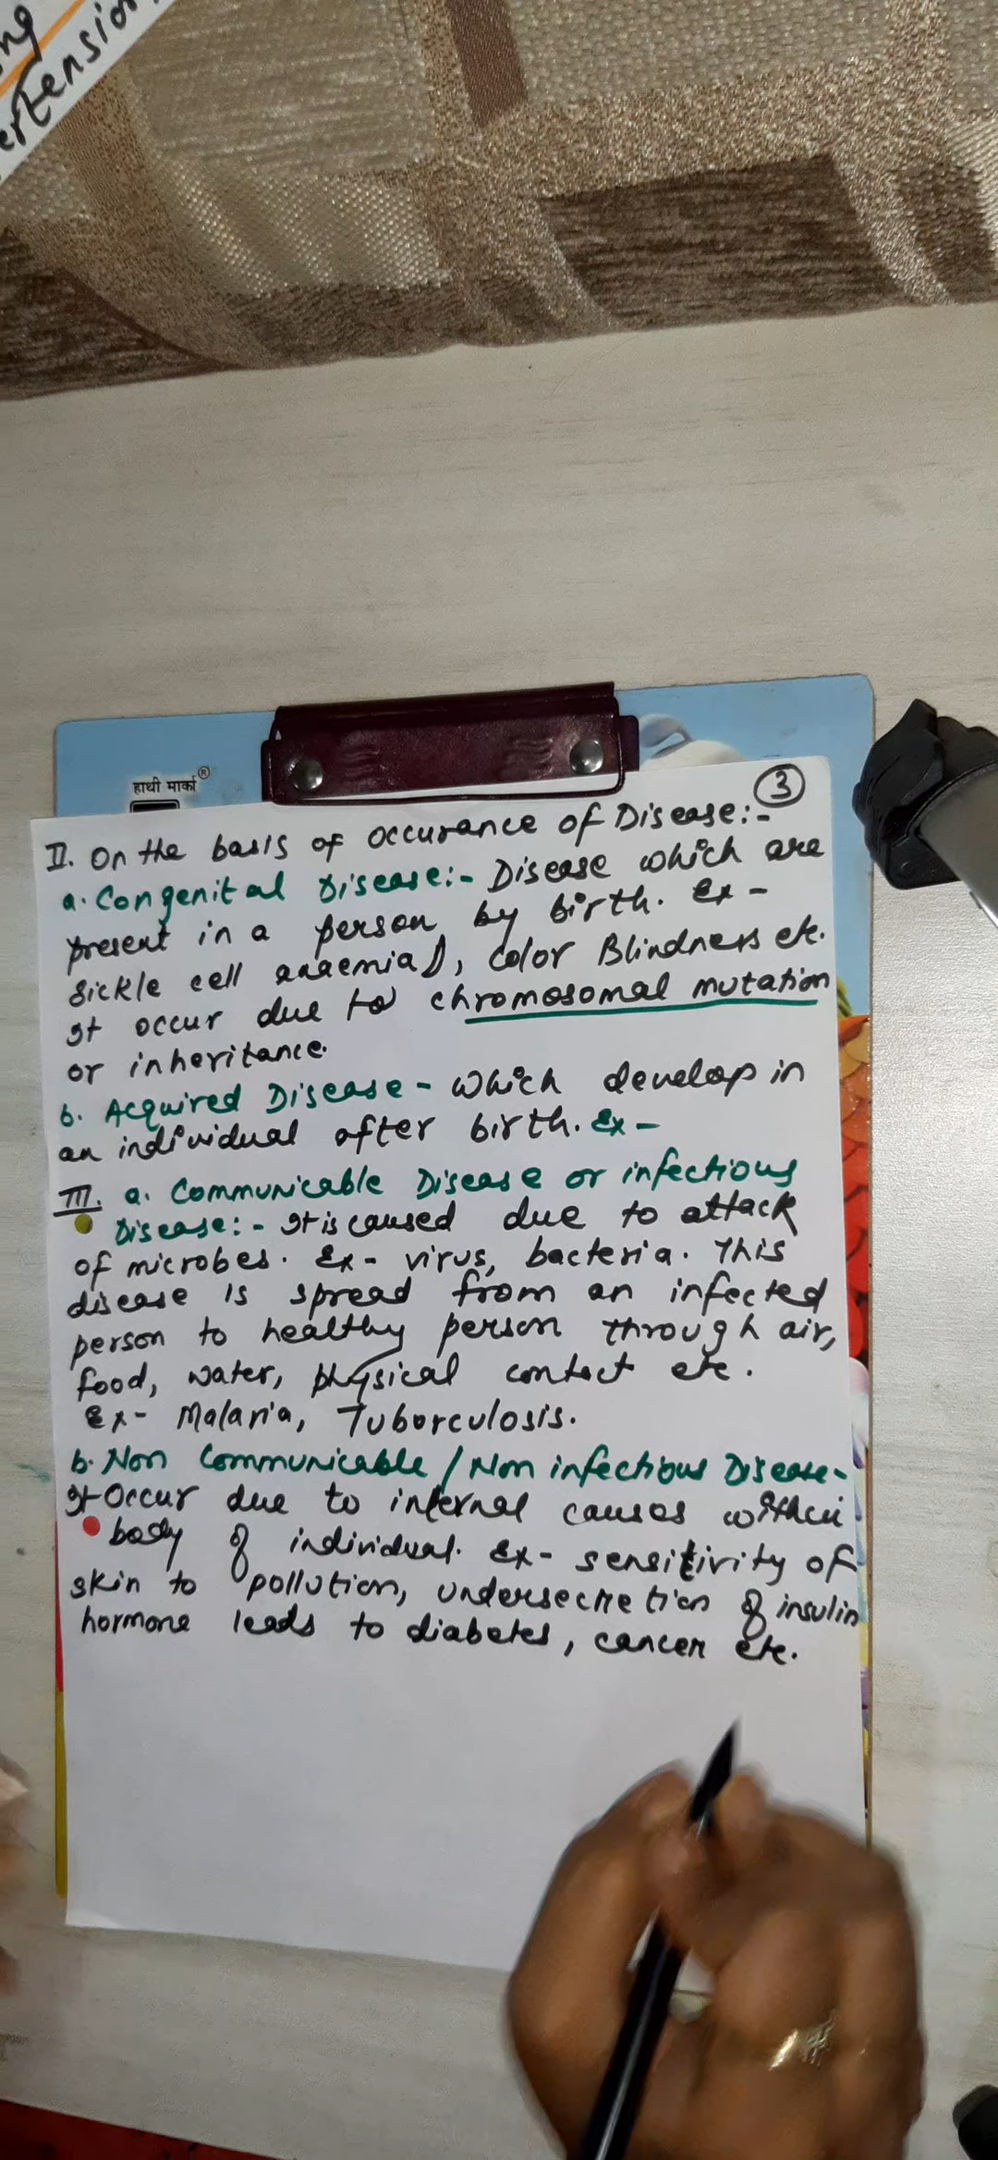 ng
ertension
हाथी मार्का®
3
II. On the basis of occurance of Disease:-
a. Congenital Disease:- Disease which are
present in a person by birth. Ex -
Sickle cell anaemia, Color Blindness etc.
It occur due to chromosomal mutation
or inheritance.
b. Acquired Disease - which develop in
an individual after birth. Ex -
III. a. Communicable Disease or infectious
Disease:- It is caused due to attack
of microbes. Ex - virus, bacteria. This
disease is spread from an infected
person to healthy person through air,
food, water, physical contact etc.
Ex - Malaria, Tuborculosis.
b. Non Communicable / Non infectious Disease -
It Occur due to internal causes within
body of individual. Ex - sensitivity of
skin to pollution, undersecretion of insulin
hormone leads to diabetes, cancer etc.